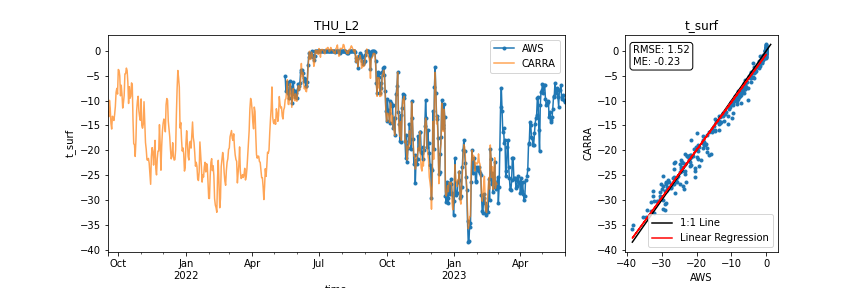 THU_L2
t_surf
0
−5
−10
−15
−20
−25
−30
−35
−40
t_surf
AWS
CARRA
Oct
Jan
2022
Apr
Jul
Oct
Jan
2023
Apr
RMSE: 1.52
ME: -0.23
0
−5
−10
−15
−20
−25
−30
−35
−40
CARRA
1:1 Line
Linear Regression
−40
−30
−20
−10
0
AWS